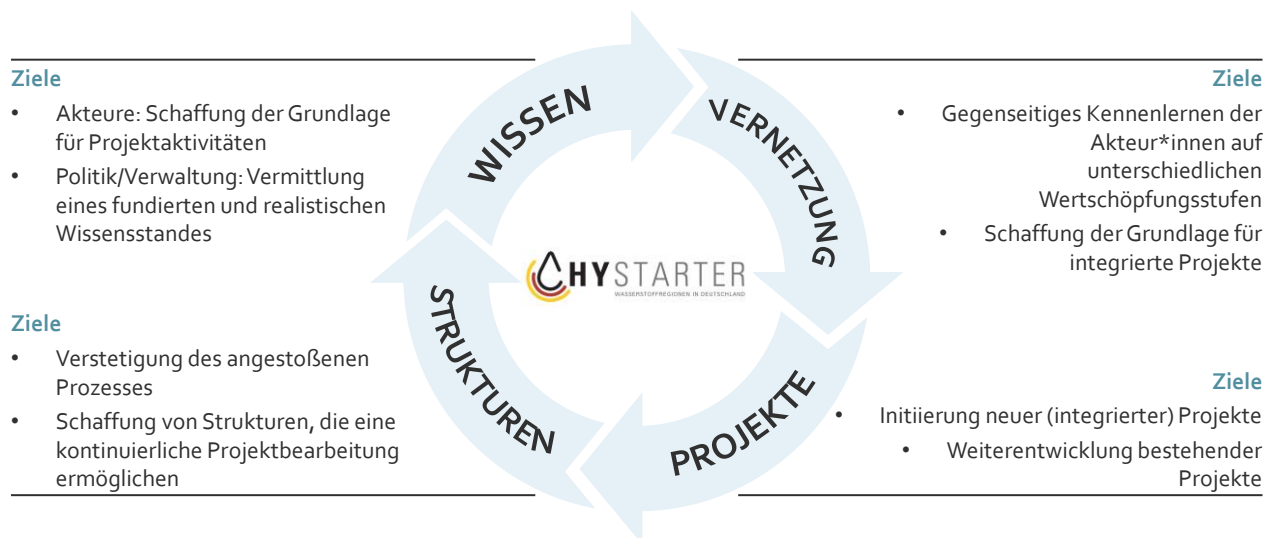 Ziele
• Akteure: Schaffung der Grundlage
für Projektaktivitäten
• Politik/Verwaltung: Vermittlung
eines fundierten und realistischen
Wissensstandes
WISSEN
VERNETZUNG
Ziele
• Gegenseitiges Kennenlernen der
Akteur*innen auf
unterschiedlichen
Wertschöpfungsstufen
• Schaffung der Grundlage für
integrierte Projekte
HYSTARTER
WASSERSTOFFREGIONEN IN DEUTSCHLAND
Ziele
• Verstetigung des angestoßenen
Prozesses
• Schaffung von Strukturen, die eine
kontinuierliche Projektbearbeitung
ermöglichen
STRUKTUREN
PROJEKTE
Ziele
• Initiierung neuer (integrierter) Projekte
• Weiterentwicklung bestehender
Projekte